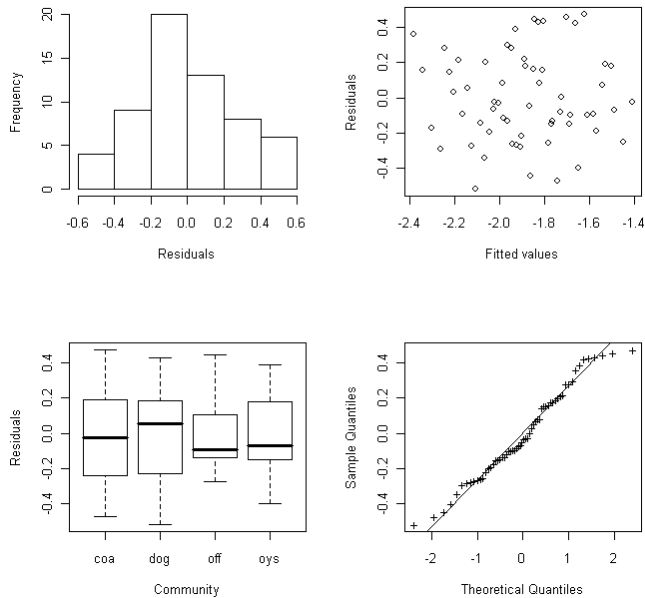 Frequency
20
15
10
5
0
-0.6 -0.4 -0.2 0.0 0.2 0.4 0.6
Residuals
Residuals
0.4
0.2
0.0
-0.2
-0.4
-2.4 -2.2 -2.0 -1.8 -1.6 -1.4
Fitted values
Residuals
0.4
0.2
0.0
-0.2
-0.4
coa dog off oys
Community
Sample Quantiles
0.4
0.2
0.0
-0.2
-0.4
-2 -1 0 1 2
Theoretical Quantiles